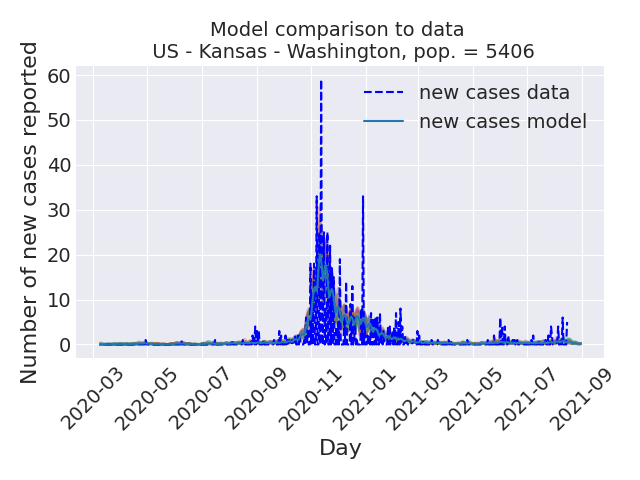 Model comparison to data
US - Kansas - Washington, pop. = 5406
Number of new cases reported
60
50
40
30
20
10
0
new cases data
new cases model
2020-03
2020-05
2020-07
2020-09
2020-11
2021-01
2021-03
2021-05
2021-07
2021-09
Day